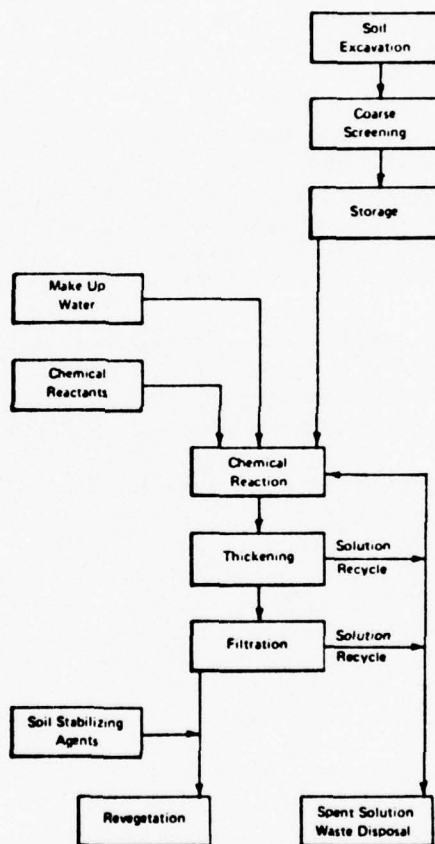 Soil
Excavation
Coarse
Screening
Storage
Make Up
Water
Chemical
Reactants
Chemical
Reaction
Thickening
Solution
Recycle
Filtration
Solution
Recycle
Soil Stabilizing
Agents
Revegetation
Spent Solution
Waste Disposal